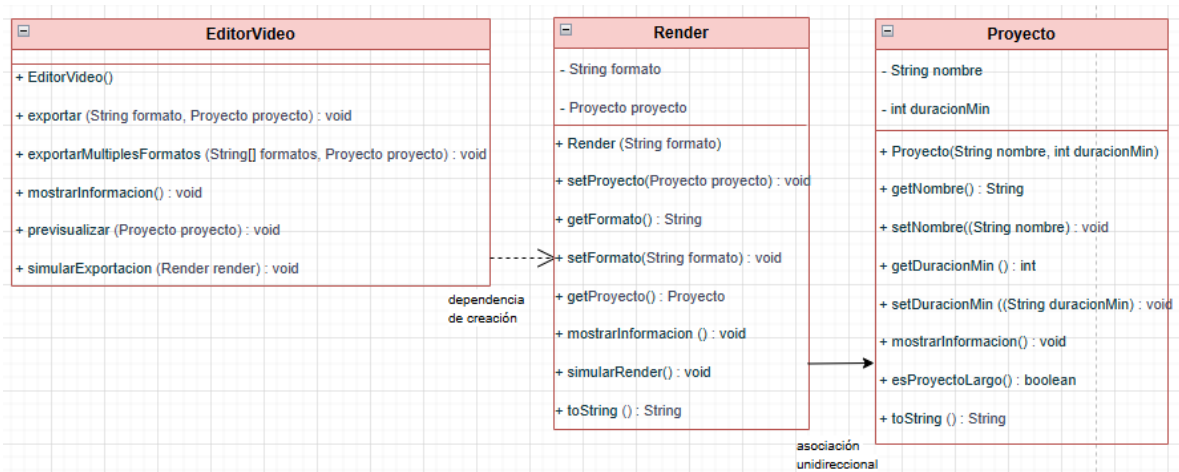 EditorVideo
+ EditorVideo()
+ exportar (String formato, Proyecto proyecto) : void
+ exportarMultiplesFormatos (String[] formatos, Proyecto proyecto) : void
+ mostrarInformacion() : void
+ previsualizar (Proyecto proyecto) : void
+ simularExportacion (Render render) : void
dependencia
de creación
Render
- String formato
- Proyecto proyecto
+ Render (String formato)
+ setProyecto(Proyecto proyecto) : void
+ getFormato() : String
+ setFormato(String formato) : void
+ getProyecto() : Proyecto
+ mostrarInformacion () : void
+ simularRender() : void
+ toString () : String
asociación
unidireccional
Proyecto
- String nombre
- int duracionMin
+ Proyecto(String nombre, int duracionMin)
+ getNombre() : String
+ setNombre((String nombre) : void
+ getDuracionMin () : int
+ setDuracionMin ((String duracionMin) : void
+ mostrarInformacion() : void
+ esProyectoLargo() : boolean
+ toString () : String